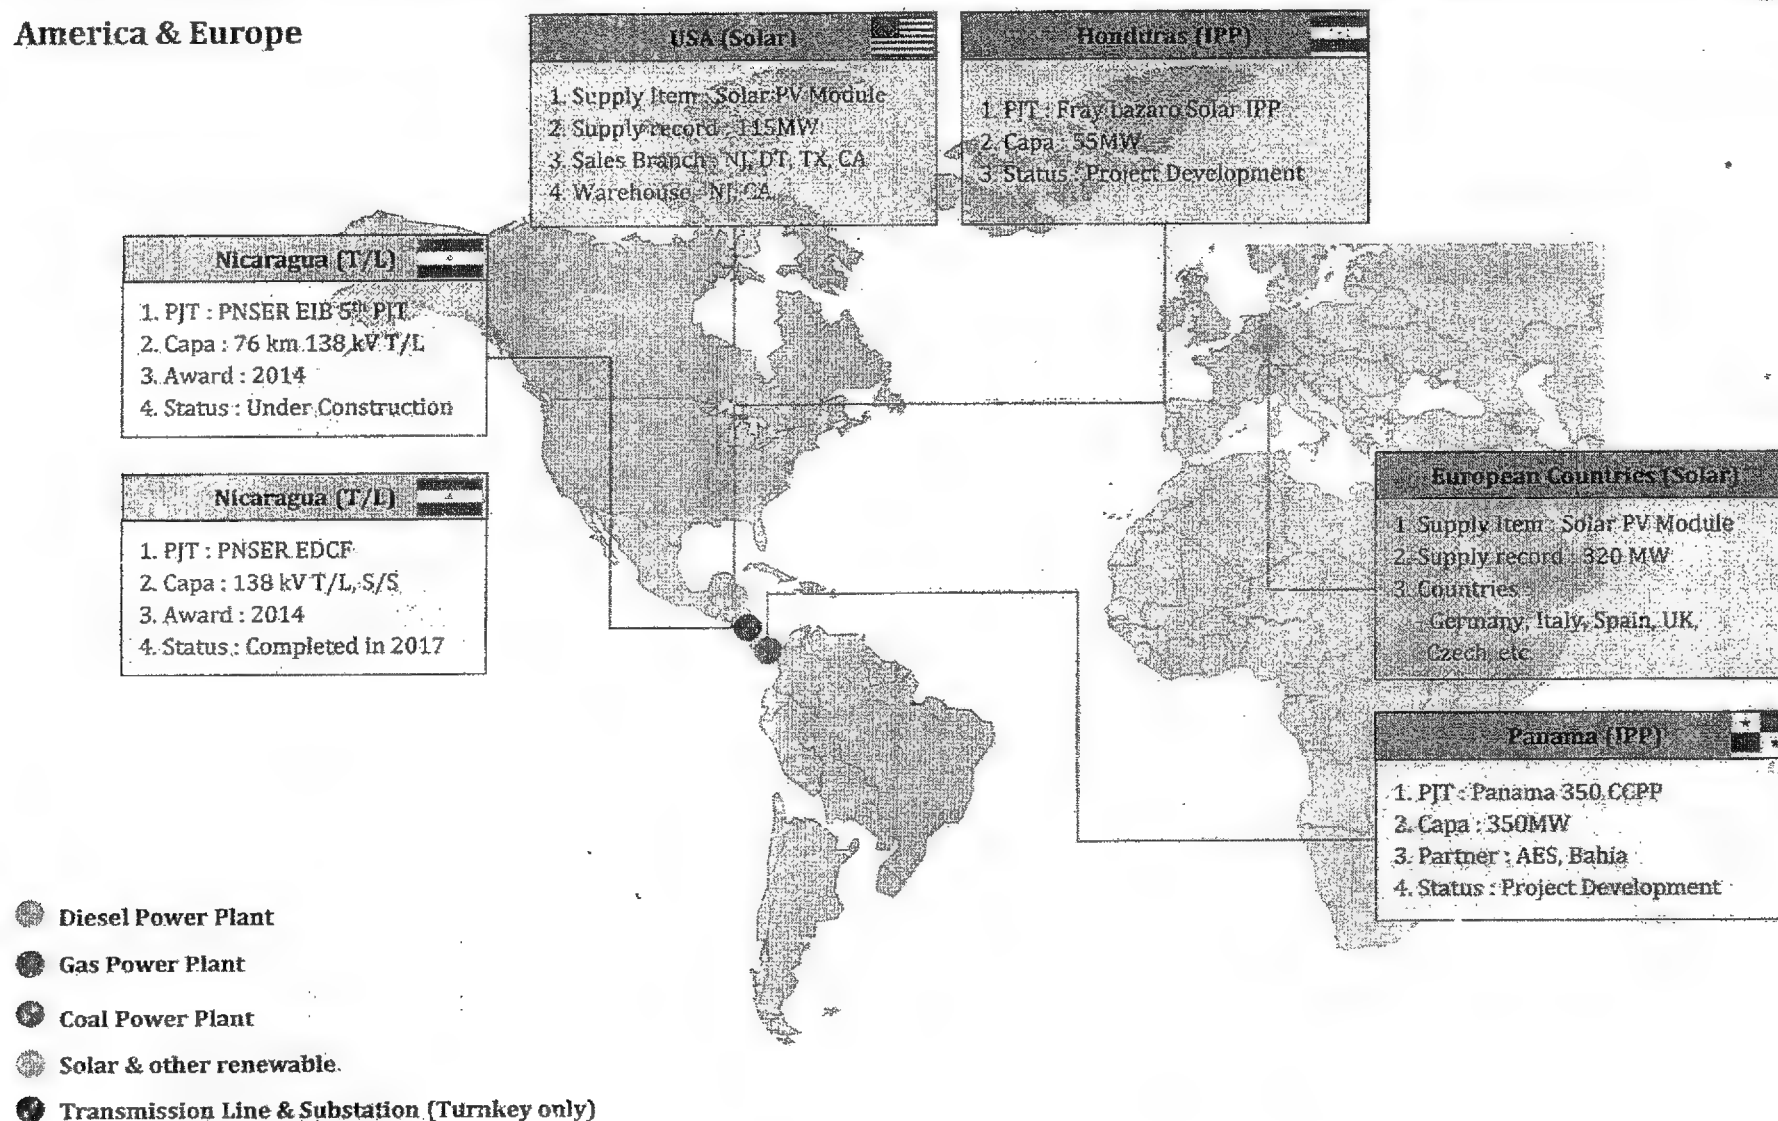 America & Europe
USA (Solar)
1. Supply Item : Solar PV Module
2. Supply record : 115MW
3. Sales Branch : NJ, DT, TX, CA
4. Warehouse : NJ, CA
Honduras (IPP)
1. PJT : Fray Lazaro Solar IPP
2. Capa : 55MW
3. Status : Project Development
Nicaragua (T/L)
1. PJT : PNSER EIB 5th PJT
2. Capa : 76 km 138 kV T/L
3. Award : 2014
4. Status : Under Construction
Nicaragua (T/L)
1. PJT : PNSER EDCF
2. Capa : 138 kV T/L, S/S
3. Award : 2014
4. Status : Completed in 2017
European Countries (Solar)
1. Supply Item : Solar PV Module
2. Supply record : 320 MW
3. Countries
Germany, Italy, Spain, UK,
Czech, etc
Panama (IPP)
1. PJT : Panama 350 CCPP
2. Capa : 350MW
3. Partner : AES, Bahia
4. Status : Project Development
Diesel Power Plant
Gas Power Plant
Coal Power Plant
Solar & other renewable.
Transmission Line & Substation (Turnkey only)